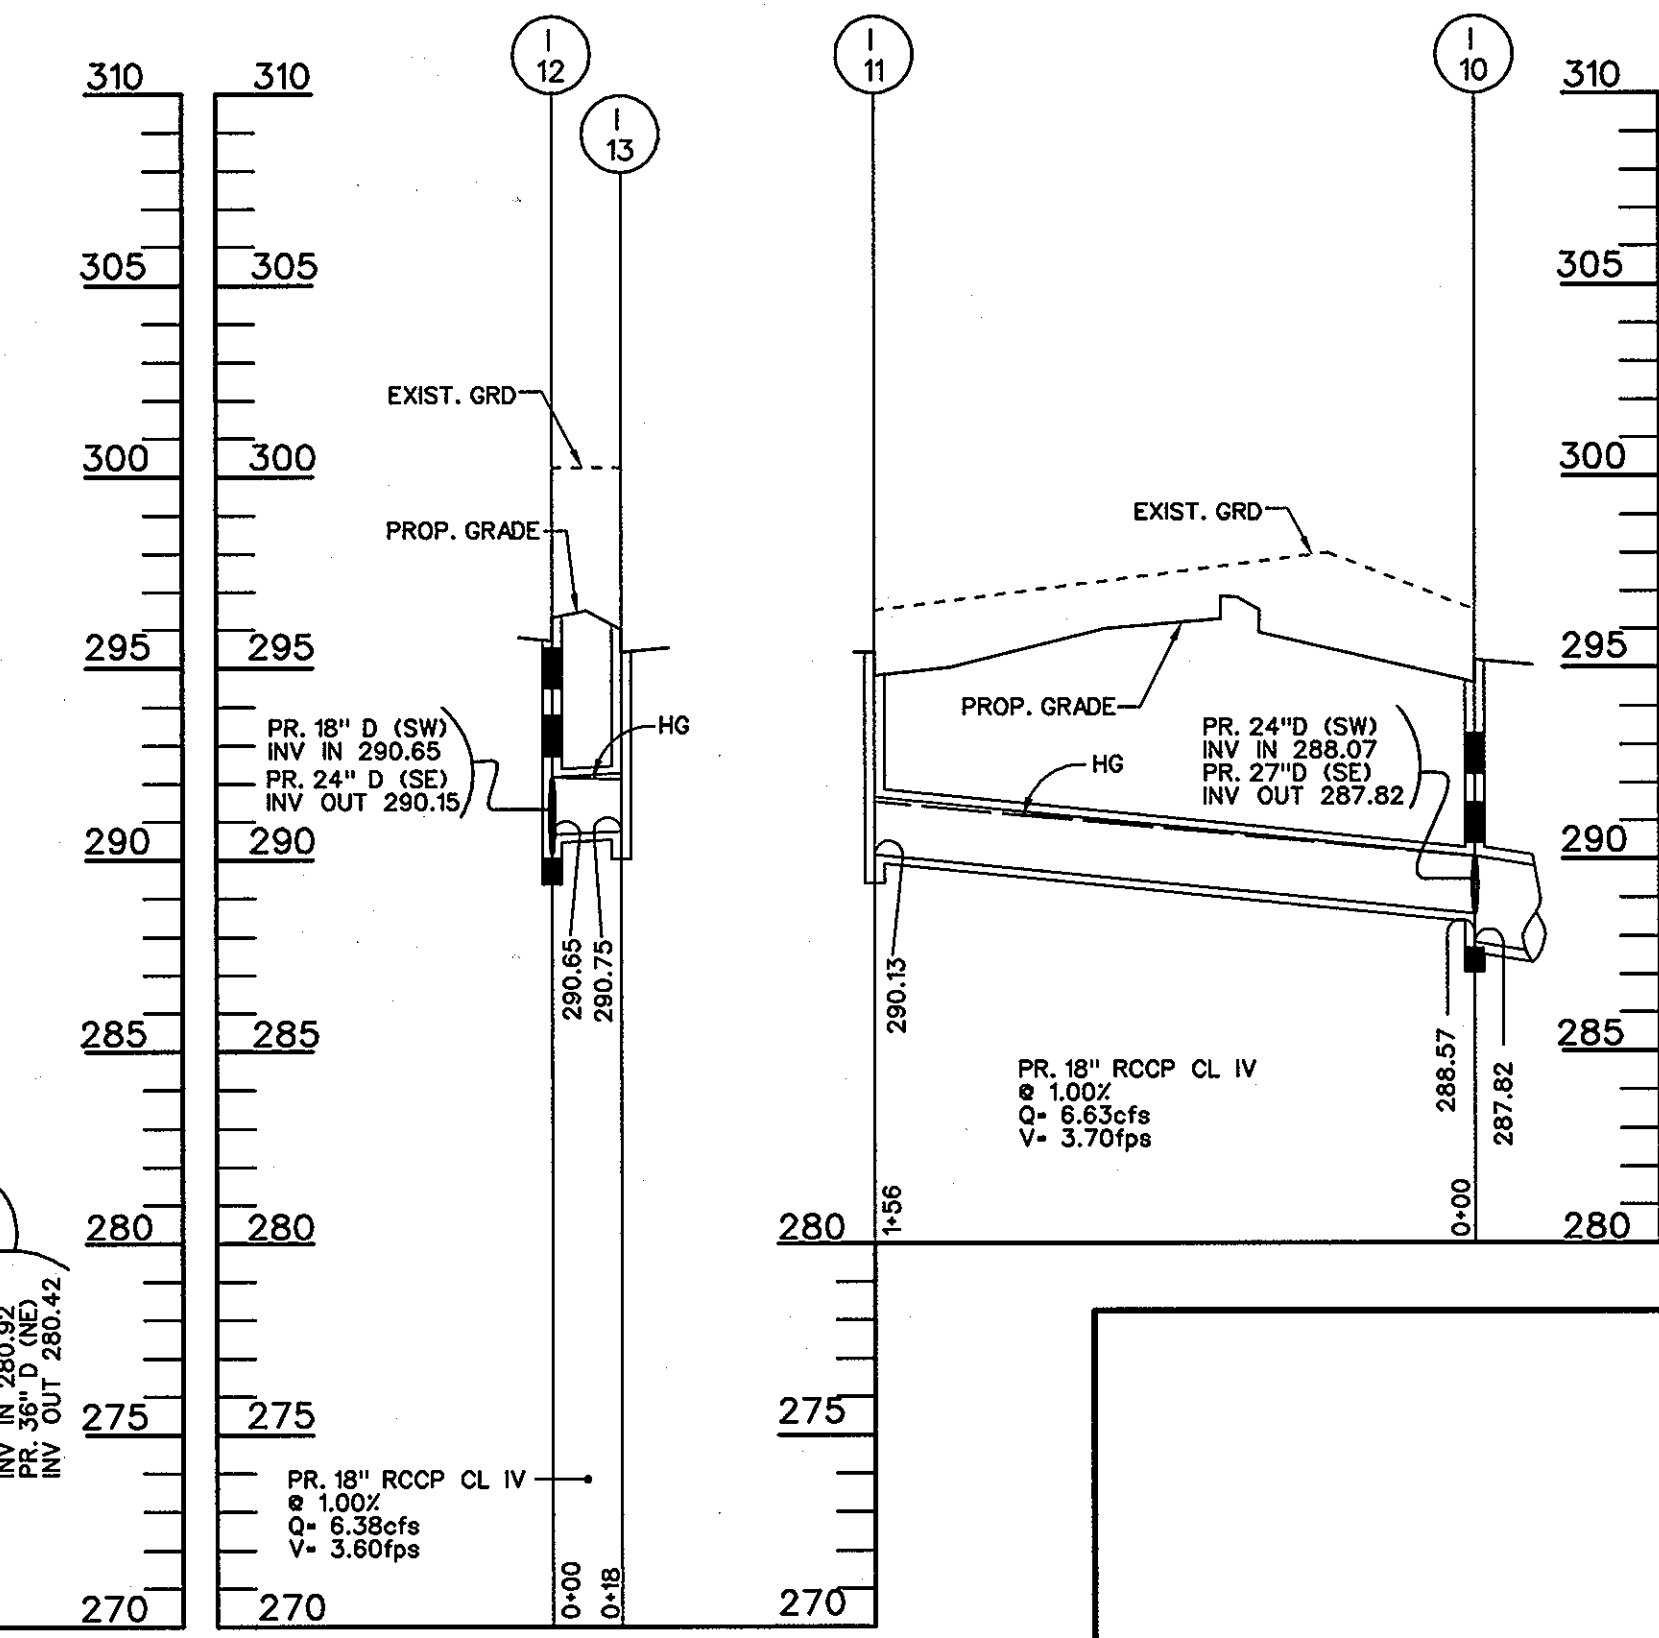 I
12
I
13
I
11
I
10
310
310
310
305
305
305
EXIST. GRD
300
300
300
EXIST. GRD
PROP. GRADE
295
295
295
PROP. GRADE
PR. 18" D (SW)
INV IN 290.65
PR. 24" D (SE)
INV OUT 290.15
HG
HG
PR. 24"D (SW)
INV IN 288.07
PR. 27"D (SE)
INV OUT 287.82
290
290
290
290.65
290.75
290.13
285
285
285
288.57
287.82
PR. 18" RCCP CL IV
@ 1.00%
Q= 6.63cfs
V= 3.70fps
1+56
0+00
280
280
280
280
INV IN 280.92
PR. 36" D (NE)
INV OUT 280.42
275
275
275
PR. 18" RCCP CL IV
@ 1.00%
Q= 6.38cfs
V= 3.60fps
0+00
0+18
270
270
270